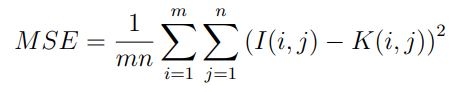 MSE = \frac{1}{mn} \sum_{i=1}^{m} \sum_{j=1}^{n} (I(i,j) - K(i,j))^2